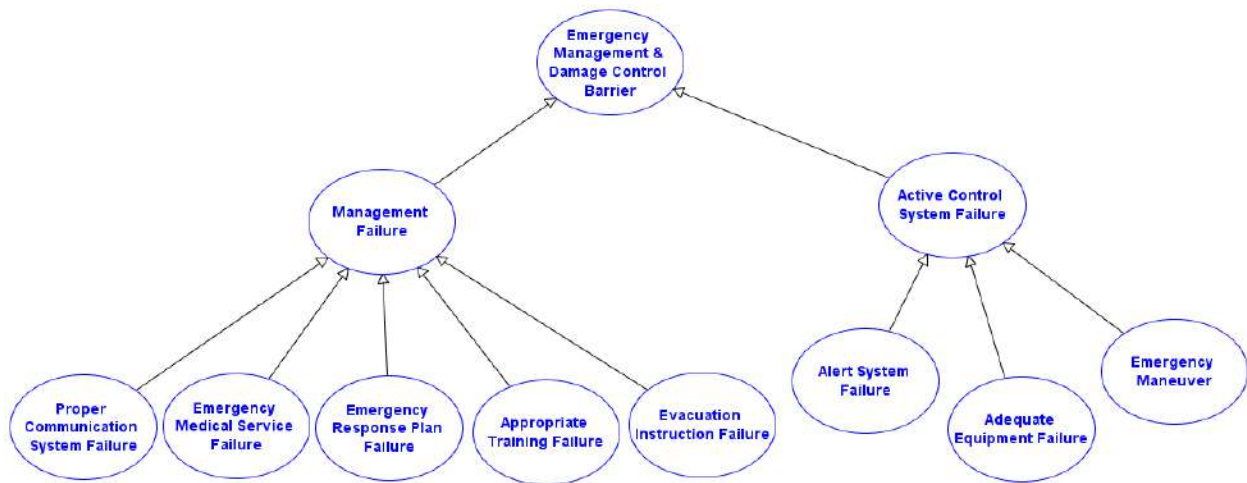 Emergency
Management &
Damage Control
Barrier
Management
Failure
Active Control
System Failure
Proper
Communication
System Failure
Emergency
Medical Service
Failure
Emergency
Response Plan
Failure
Appropriate
Training Failure
Evacuation
Instruction Failure
Alert System
Failure
Adequate
Equipment Failure
Emergency
Maneuver